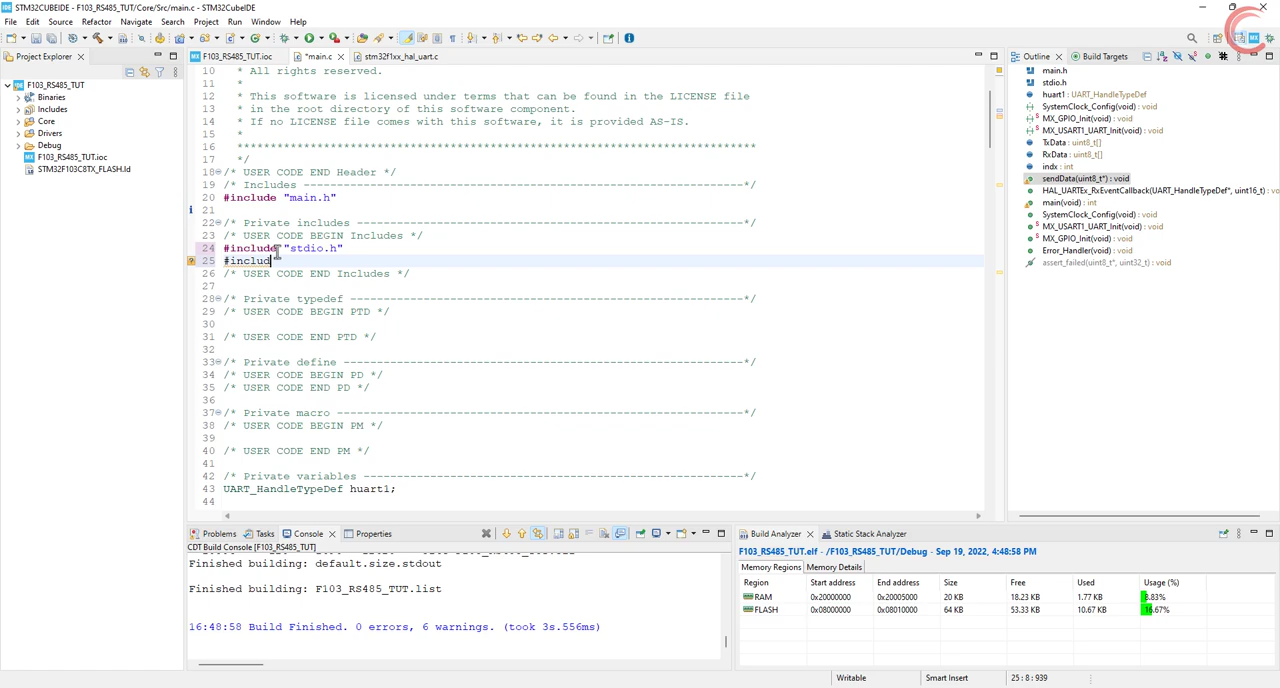 STM32CUBEIDE - F103_RS485_TUT/Core/Src/main.c - STM32CubeIDE
File Edit Source Refactor Navigate Search Project Run Window Help
Project Explorer
F103_RS485_TUT
Binaries
Includes
Core
Drivers
Debug
F103_RS485_TUT.ioc
STM32F103C8TX_FLASH.ld
F103_RS485_TUT.ioc *main.c stm32f1xx_hal_uart.c
10 * All rights reserved.
11 *
12 * This software is licensed under terms that can be found in the LICENSE file
13 * in the root directory of this software component.
14 * If no LICENSE file comes with this software, it is provided AS-IS.
15 *
16 ******************************************************************************
17 */
18 /* USER CODE END Header */
19 /* Includes ------------------------------------------------------------------*/
20 #include "main.h"
21
22 /* Private includes ----------------------------------------------------------*/
23 /* USER CODE BEGIN Includes */
24 #include "stdio.h"
25 #includ
26 /* USER CODE END Includes */
27
28 /* Private typedef -----------------------------------------------------------*/
29 /* USER CODE BEGIN PTD */
30
31 /* USER CODE END PTD */
32
33 /* Private define ------------------------------------------------------------*/
34 /* USER CODE BEGIN PD */
35 /* USER CODE END PD */
36
37 /* Private macro -------------------------------------------------------------*/
38 /* USER CODE BEGIN PM */
39
40 /* USER CODE END PM */
41
42 /* Private variables ---------------------------------------------------------*/
43 UART_HandleTypeDef huart1;
44
Outline Build Targets
main.h
stdio.h
huart1 : UART_HandleTypeDef
SystemClock_Config(void) : void
MX_GPIO_Init(void) : void
MX_USART1_UART_Init(void) : void
TxData : uint8_t[]
RxData : uint8_t[]
indx : int
sendData(uint8_t*) : void
HAL_UARTEx_RxEventCallback(UART_HandleTypeDef*, uint16_t) : vo
main(void) : int
SystemClock_Config(void) : void
MX_USART1_UART_Init(void) : void
MX_GPIO_Init(void) : void
Error_Handler(void) : void
assert_failed(uint8_t*, uint32_t) : void
Problems Tasks Console Properties
CDT Build Console [F103_RS485_TUT]
Finished building: default.size.stdout
Finished building: F103_RS485_TUT.list
16:48:58 Build Finished. 0 errors, 6 warnings. (took 3s.556ms)
Build Analyzer Static Stack Analyzer
F103_RS485_TUT.elf - /F103_RS485_TUT/Debug - Sep 19, 2022, 4:48:58 PM
Memory Regions Memory Details
Region Start address End address Size Free Used Usage (%)
RAM 0x20000000 0x20005000 20 KB 18.23 KB 1.77 KB 8.83%
FLASH 0x08000000 0x08010000 64 KB 53.33 KB 10.67 KB 16.67%
Writable Smart Insert 25 : 8 : 939